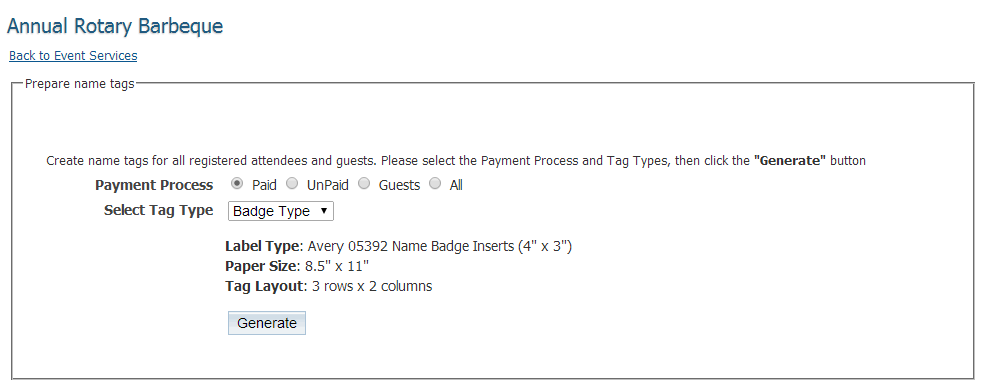 Annual Rotary Barbeque
Back to Event Services
Prepare name tags
Create name tags for all registered attendees and guests. Please select the Payment Process and Tag Types, then click the "Generate" button
Payment Process Paid UnPaid Guests All
Select Tag Type Badge Type
Label Type: Avery 05392 Name Badge Inserts (4" x 3")
Paper Size: 8.5" x 11"
Tag Layout: 3 rows x 2 columns
Generate